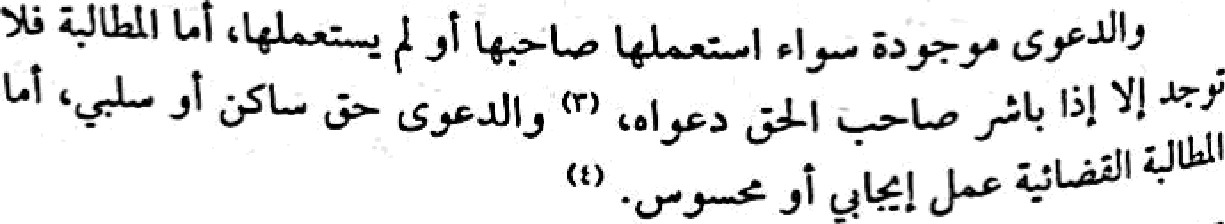 والدعوى موجودة سواء استعملها صاحبها أو لم يستعملها، أما المطالبة فلا
توجد إلا إذا باشر صاحب الحق دعواه، (٣) والدعوى حق ساكن أو سلبي، أما
المطالبة القضائية عمل إيجابي أو محسوس. (٤)